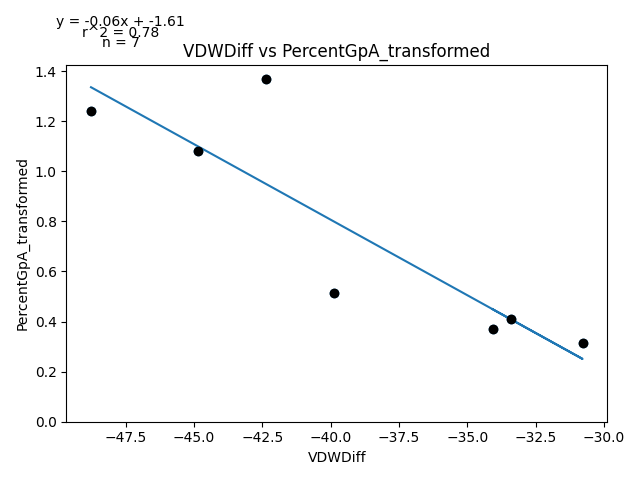 y = -0.06x + -1.61
r^2 = 0.78
n = 7
VDWDiff vs PercentGpA_transformed
1.4
1.2
1.0
0.8
0.6
0.4
0.2
0.0
PercentGpA_transformed
−47.5 −45.0 −42.5 −40.0 −37.5 −35.0 −32.5 −30.0
VDWDiff